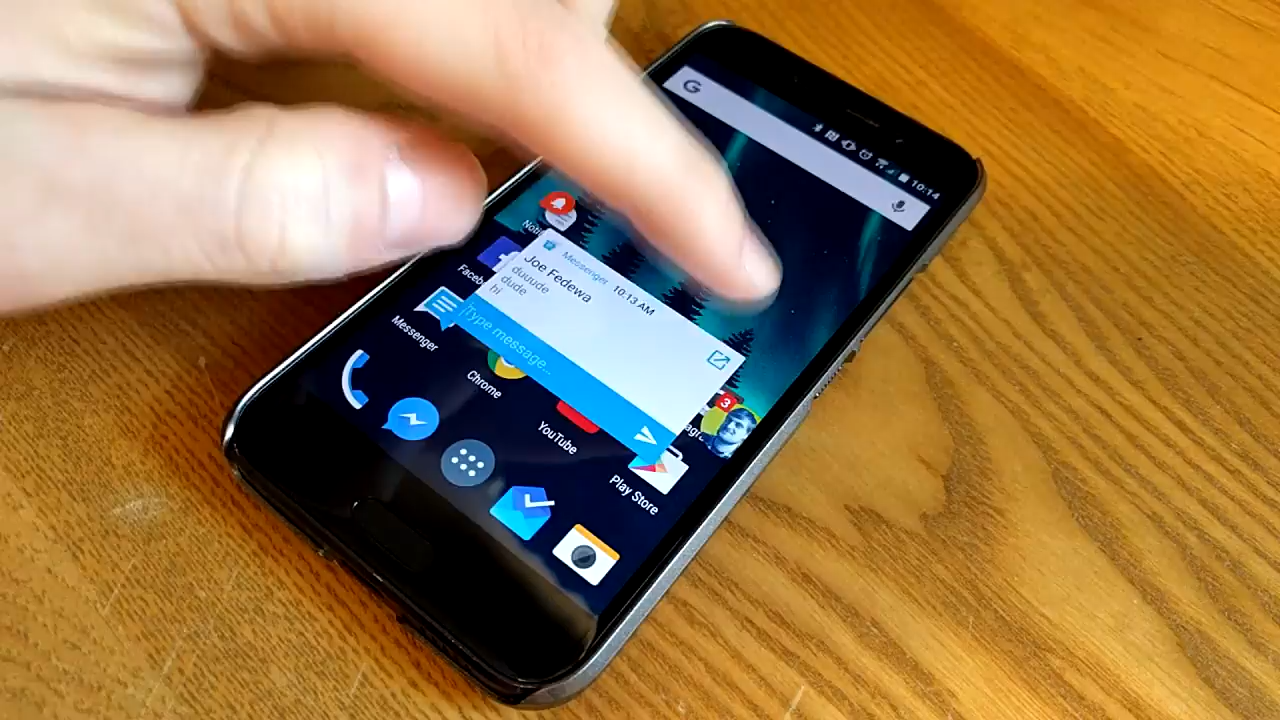 G
10:14
Messenger 10:13 AM
Joe Fedewa
duuude
dude
hi
Type message...
3
Messenger
Chrome
YouTube
Play Store